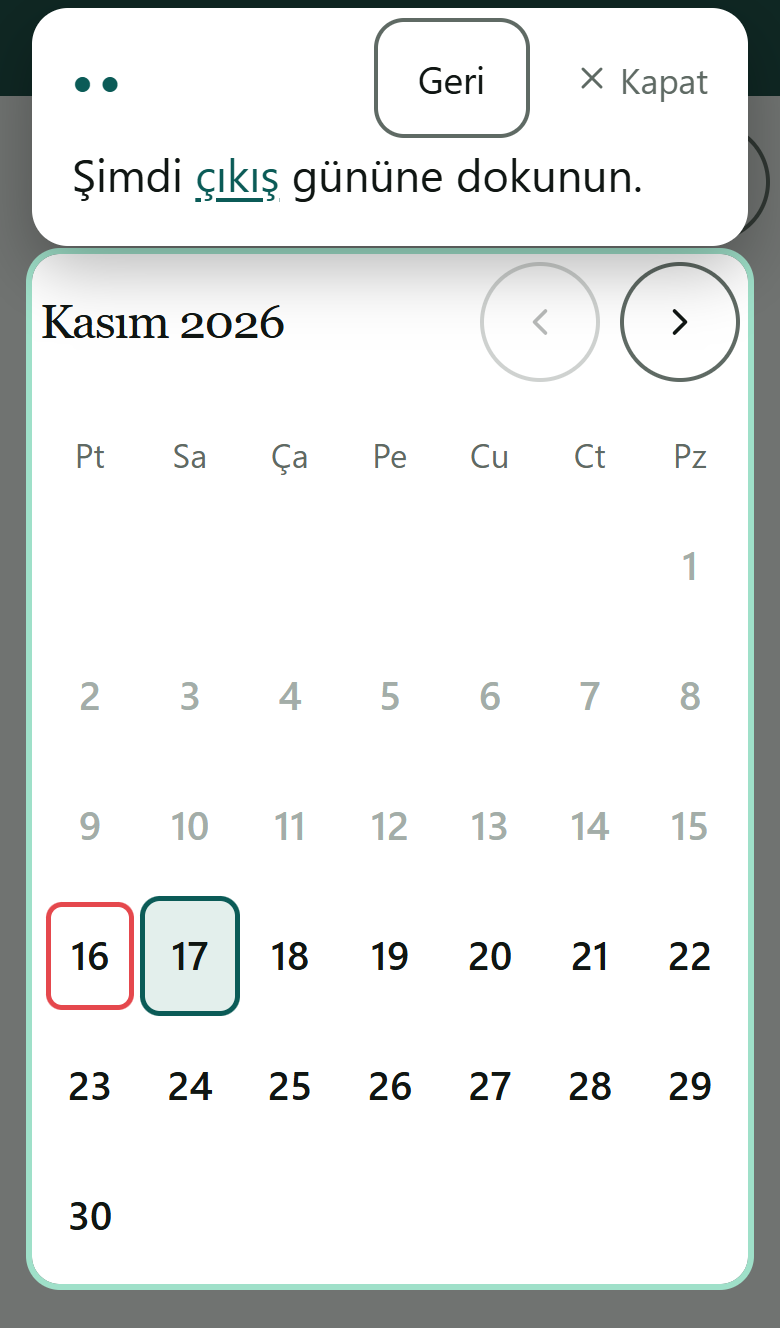 Geri
Kapat
Şimdi çıkış gününe dokunun.
Kasım 2026
Pt Sa Ça Pe Cu Ct Pz
1
2 3 4 5 6 7 8
9 10 11 12 13 14 15
16 17 18 19 20 21 22
23 24 25 26 27 28 29
30